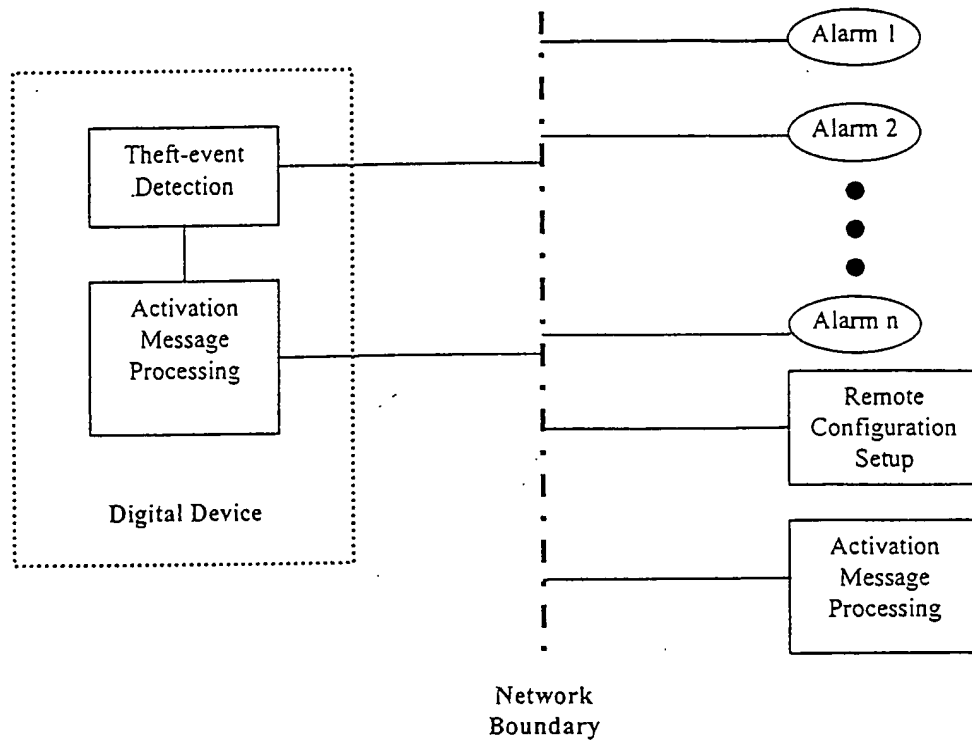 Alarm 1
Theft-event
Detection
Alarm 2
Activation
Message
Processing
Alarm n
Remote
Configuration
Setup
Digital Device
Activation
Message
Processing
Network
Boundary